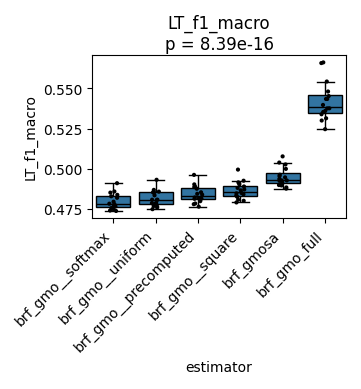 LT_f1_macro
p = 8.39e-16
LT_f1_macro
0.550
0.525
0.500
0.475
brf_gmo__softmax
brf_gmo__uniform
brf_gmo__precomputed
brf_gmo__square
brf_gmosa
brf_gmo_full
estimator